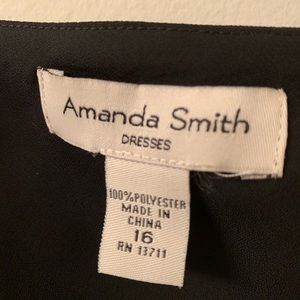 Amanda Smith
DRESSES
100%POLYESTER
MADE IN
CHINA
16
RN 13711